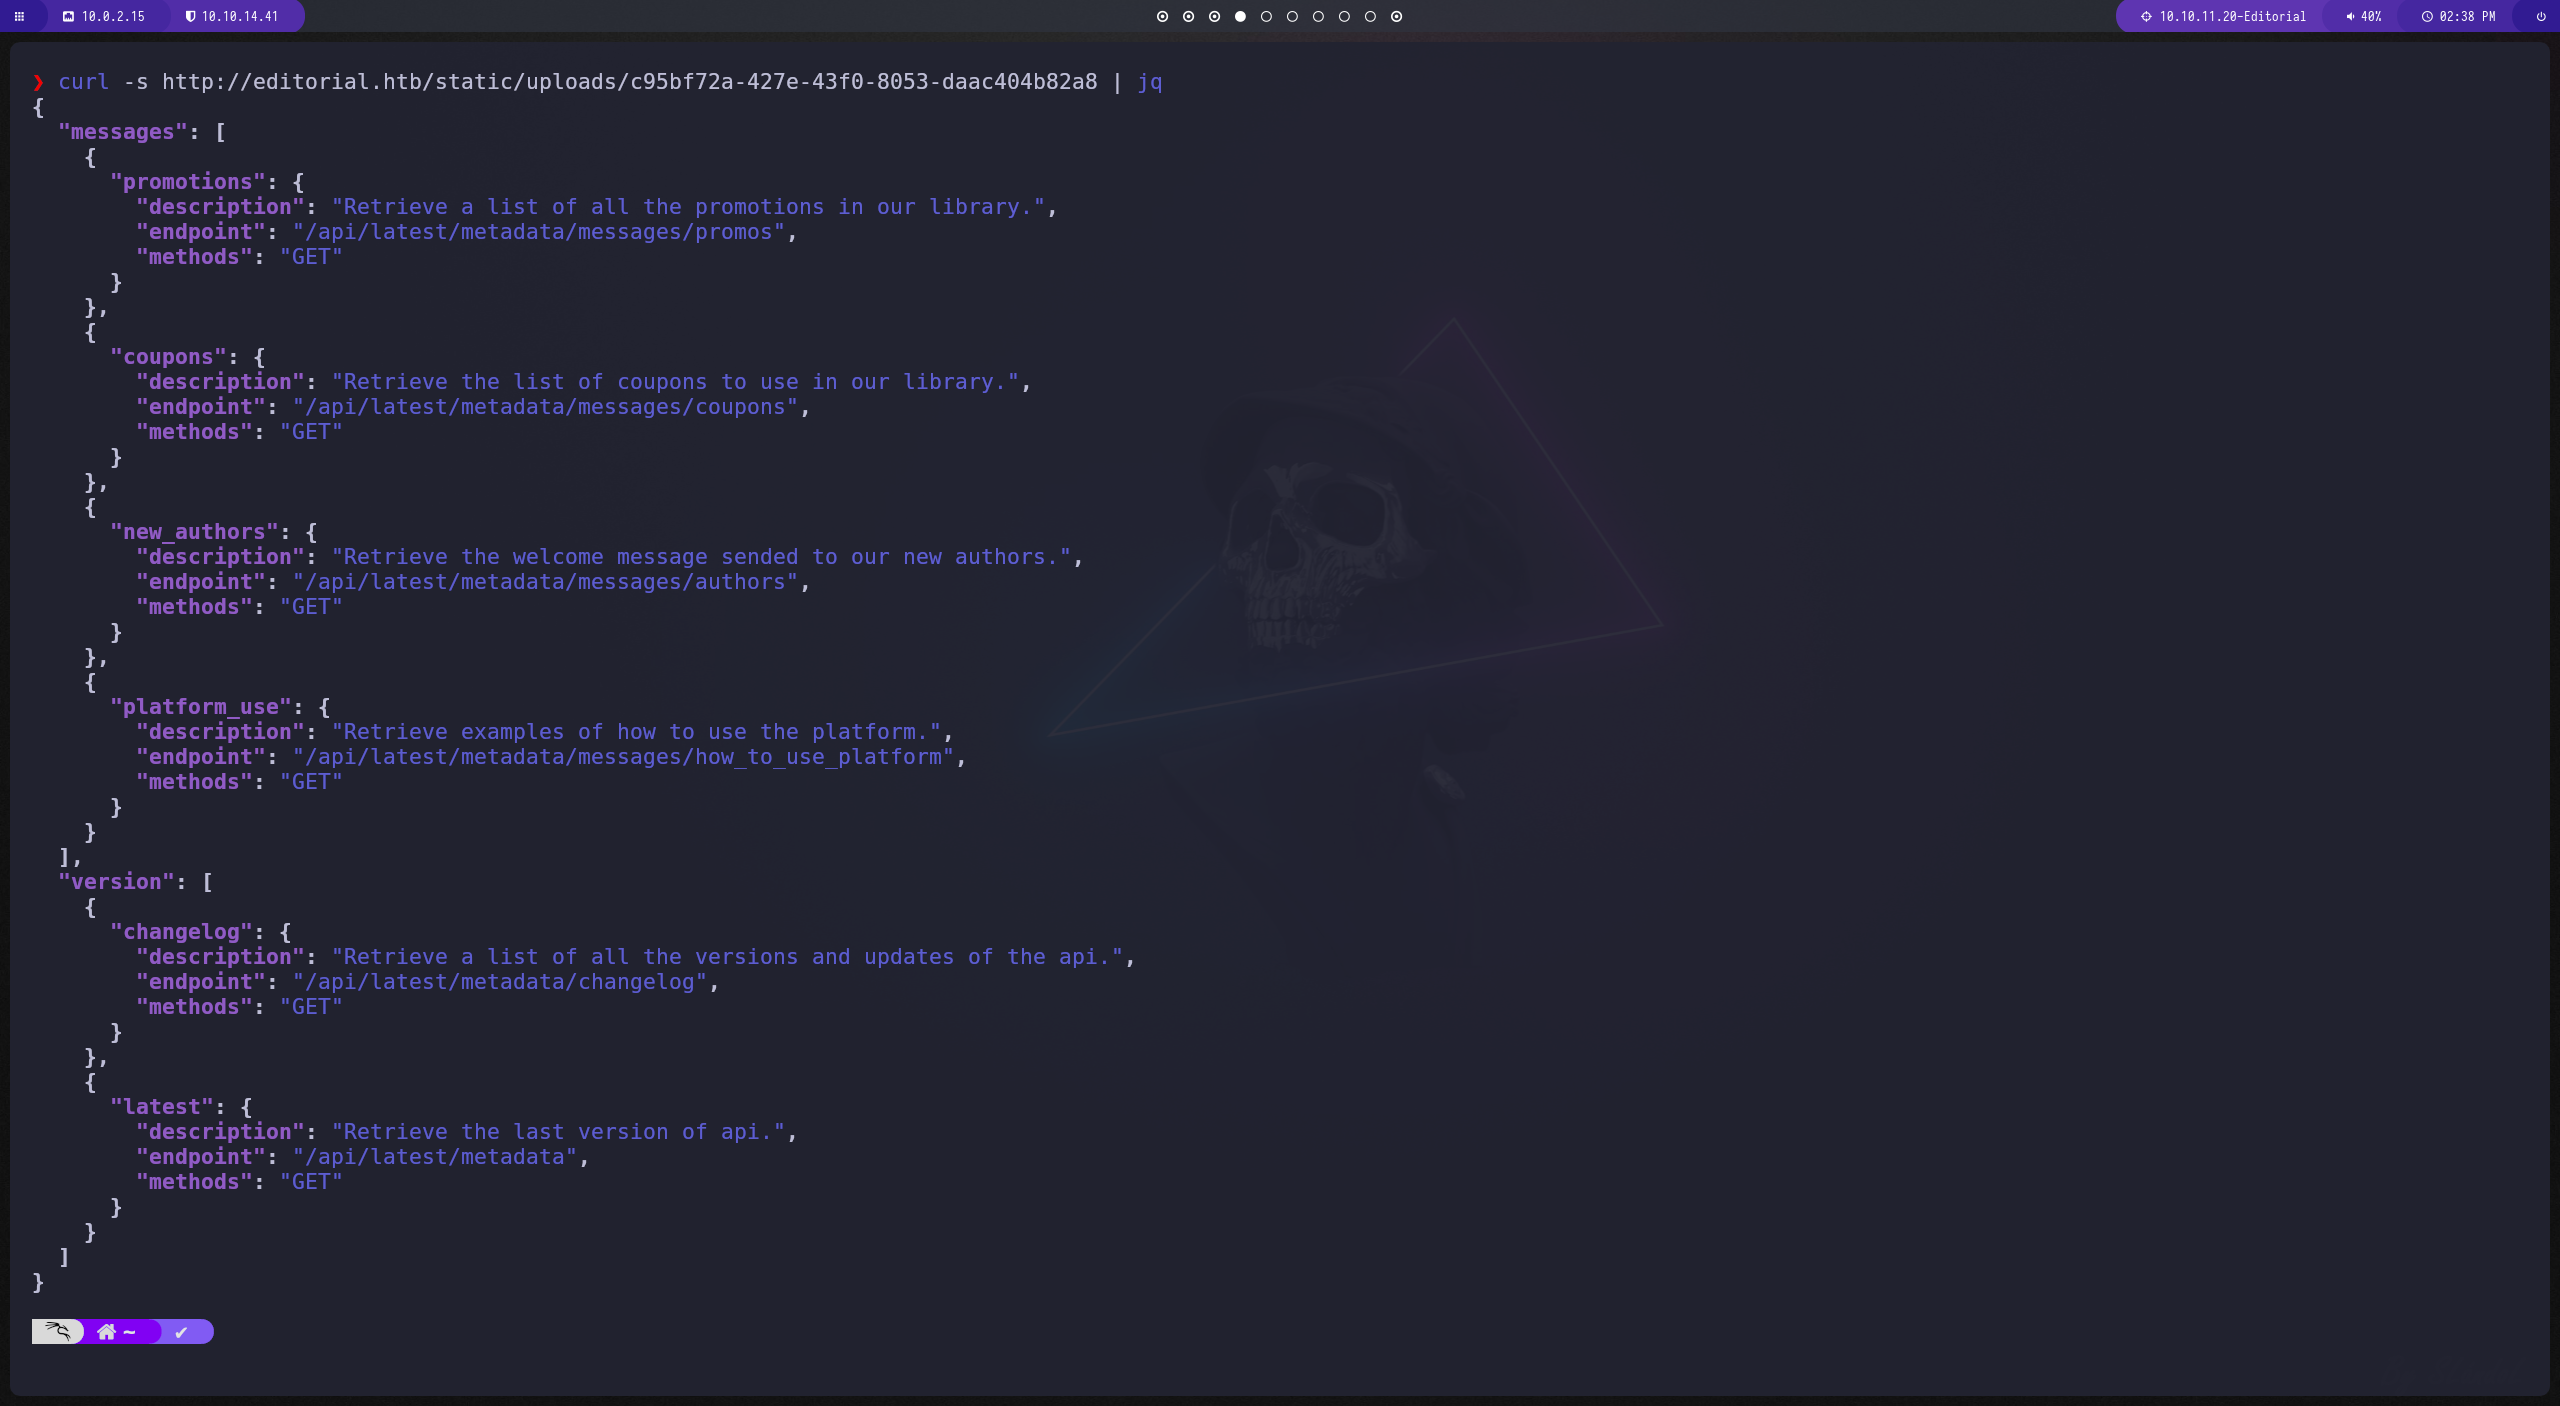 10.0.2.15 10.10.14.41 10.10.11.20-Editorial 40% 02:38 PM
❯ curl -s http://editorial.htb/static/uploads/c95bf72a-427e-43f0-8053-daac404b82a8 | jq
{
  "messages": [
    {
      "promotions": {
        "description": "Retrieve a list of all the promotions in our library.",
        "endpoint": "/api/latest/metadata/messages/promos",
        "methods": "GET"
      }
    },
    {
      "coupons": {
        "description": "Retrieve the list of coupons to use in our library.",
        "endpoint": "/api/latest/metadata/messages/coupons",
        "methods": "GET"
      }
    },
    {
      "new_authors": {
        "description": "Retrieve the welcome message sended to our new authors.",
        "endpoint": "/api/latest/metadata/messages/authors",
        "methods": "GET"
      }
    },
    {
      "platform_use": {
        "description": "Retrieve examples of how to use the platform.",
        "endpoint": "/api/latest/metadata/messages/how_to_use_platform",
        "methods": "GET"
      }
    }
  ],
  "version": [
    {
      "changelog": {
        "description": "Retrieve a list of all the versions and updates of the api.",
        "endpoint": "/api/latest/metadata/changelog",
        "methods": "GET"
      }
    },
    {
      "latest": {
        "description": "Retrieve the last version of api.",
        "endpoint": "/api/latest/metadata",
        "methods": "GET"
      }
    }
  ]
}
~ ✔